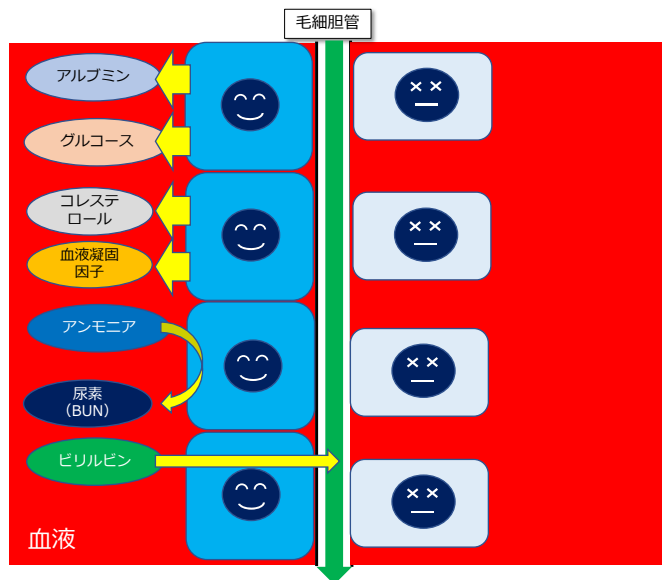 毛細胆管
アルブミン
グルコース
コレステ
ロール
血液凝固
因子
アンモニア
尿素
（BUN）
ビリルビン
血液